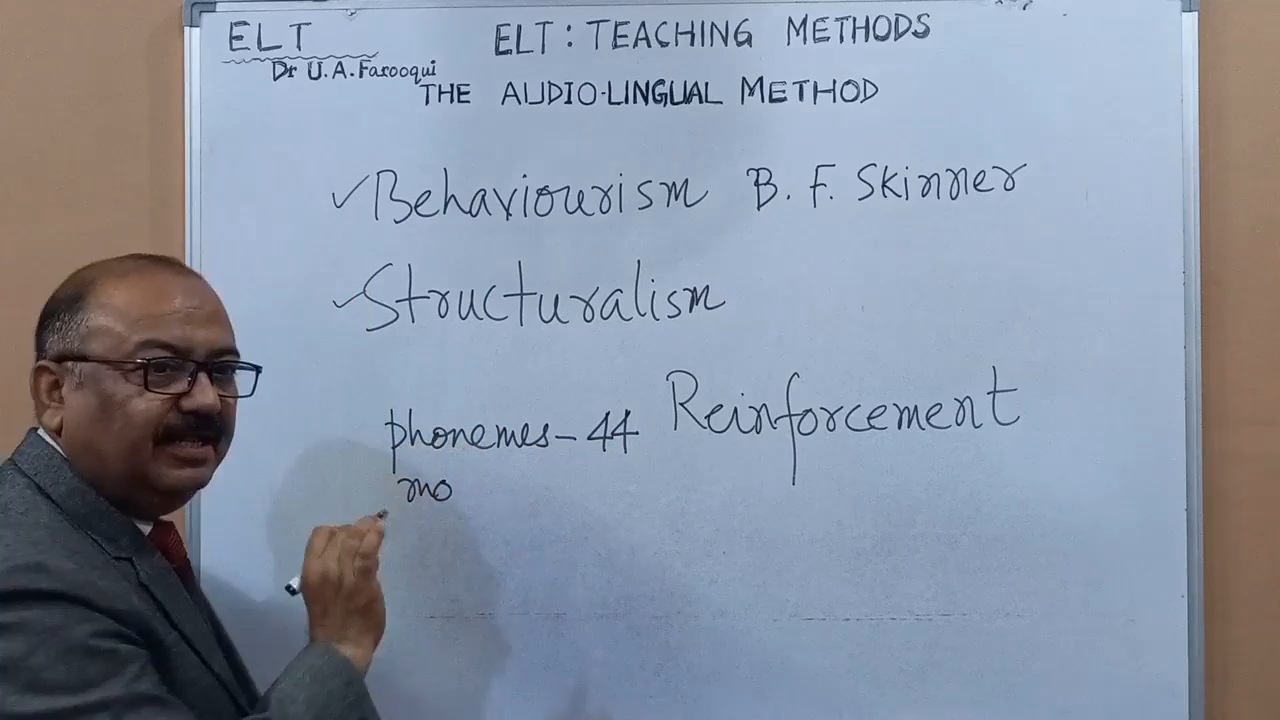 ELT
Dr U.A. Farooqui
ELT: TEACHING METHODS
THE AUDIO-LINGUAL METHOD
✓Behaviourism B. F. Skinner
✓Structuralism
Reinforcement
phonemes-44
mo